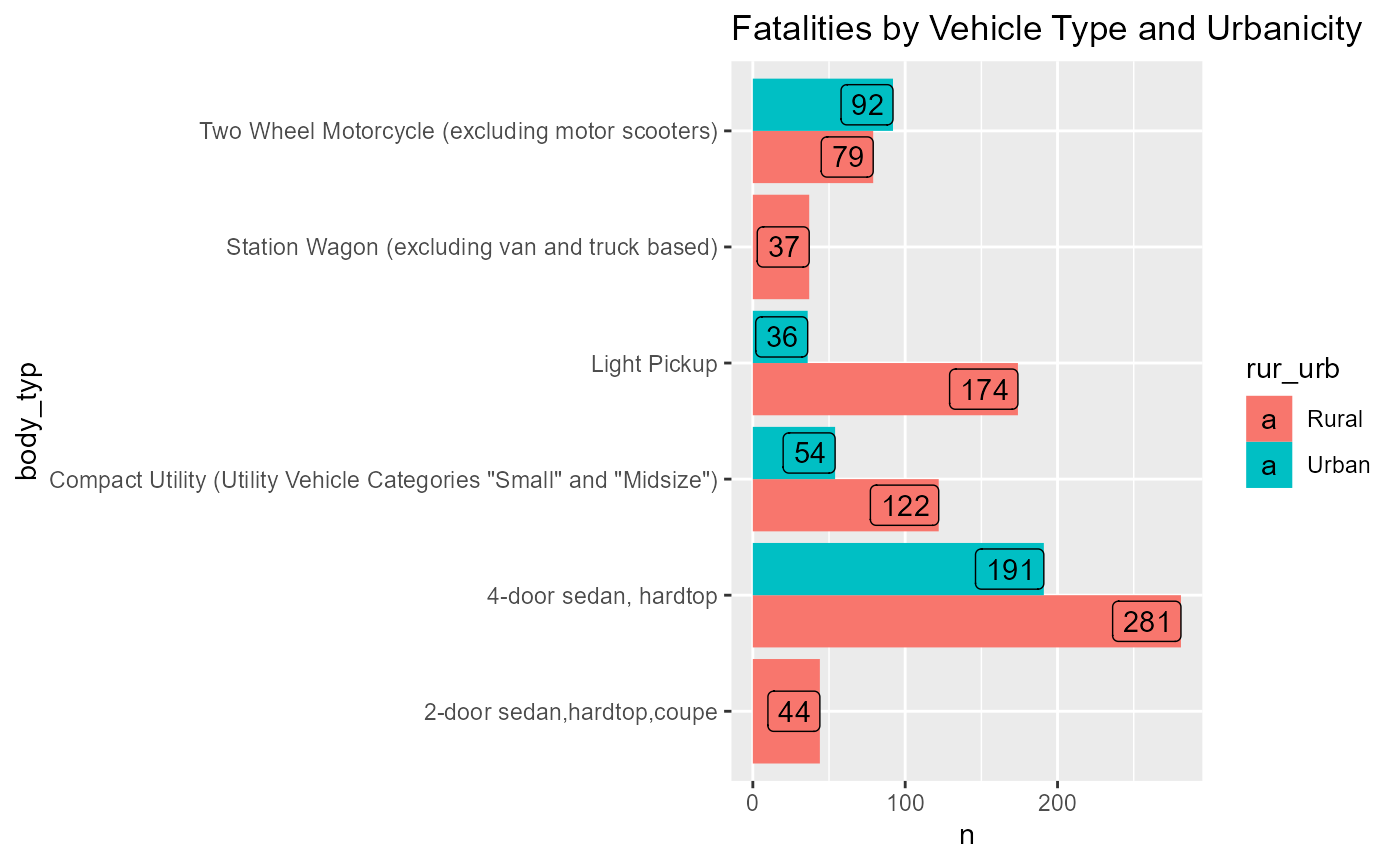 Fatalities by Vehicle Type and Urbanicity
body_typ
Two Wheel Motorcycle (excluding motor scooters)
92
79
Station Wagon (excluding van and truck based)
37
Light Pickup
36
174
Compact Utility (Utility Vehicle Categories "Small" and "Midsize")
54
122
4-door sedan, hardtop
191
281
2-door sedan,hardtop,coupe
44
0 100 200
n
rur_urb
a Rural
a Urban